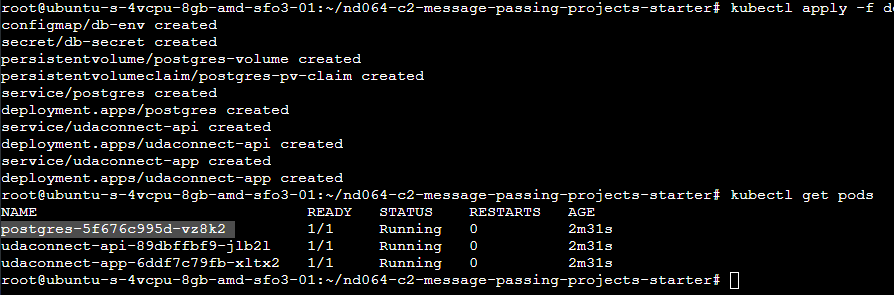 root@ubuntu-s-4vcpu-8gb-amd-sfo3-01:~/nd064-c2-message-passing-projects-starter# kubectl apply -f de
configmap/db-env created
secret/db-secret created
persistentvolume/postgres-volume created
persistentvolumeclaim/postgres-pv-claim created
service/postgres created
deployment.apps/postgres created
service/udaconnect-api created
deployment.apps/udaconnect-api created
service/udaconnect-app created
deployment.apps/udaconnect-app created
root@ubuntu-s-4vcpu-8gb-amd-sfo3-01:~/nd064-c2-message-passing-projects-starter# kubectl get pods
NAME READY STATUS RESTARTS AGE
postgres-5f676c995d-vz8k2 1/1 Running 0 2m31s
udaconnect-api-89dbffbf9-jlb2l 1/1 Running 0 2m31s
udaconnect-app-6ddf7c79fb-xltx2 1/1 Running 0 2m31s
root@ubuntu-s-4vcpu-8gb-amd-sfo3-01:~/nd064-c2-message-passing-projects-starter#